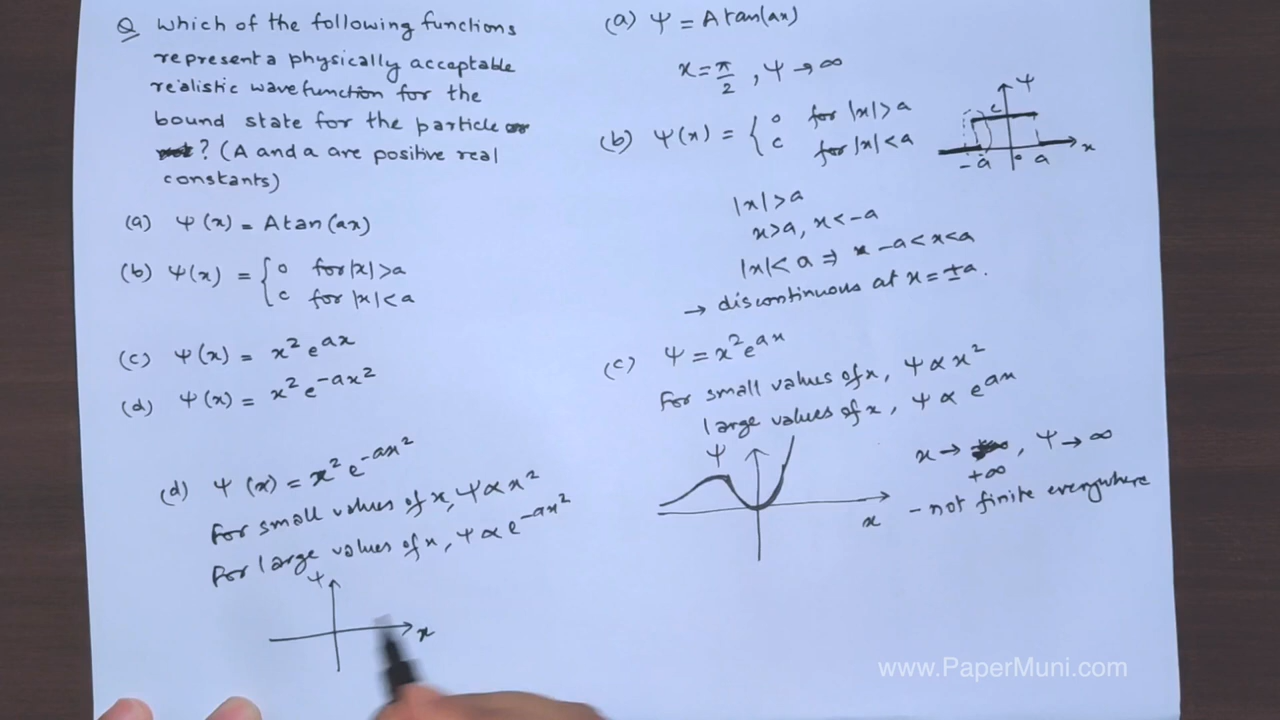 Q Which of the following functions
represent a physically acceptable
realistic wavefunction for the
bound state for the particle or
not? (A and a are positive real
constants)
(a) Ψ(x) = A tan(ax)
(b) Ψ(x) = { 0 for |x| > a
c for |x| < a
(c) Ψ(x) = x² e^{ax}
(d) Ψ(x) = x² e^{-ax²}
(d) Ψ(x) = x² e^{-ax²}
For small values of x, Ψ ∝ x²
For large values of x, Ψ ∝ e^{-ax²}
Ψ
x
(a) Ψ = A tan(ax)
x = π/2 , Ψ → ∞
(b) Ψ(x) = { 0 for |x| > a
c for |x| < a
Ψ
c
-a 0 a x
|x| > a
x > a, x < -a
|x| < a ⇒ -a < x < a
→ discontinuous at x = ±a.
(c) Ψ = x² e^{ax}
For small values of x, Ψ ∝ x²
large values of x, Ψ ∝ e^{ax}
Ψ
x
x → +∞ , Ψ → ∞
- not finite everywhere
www.PaperMuni.com